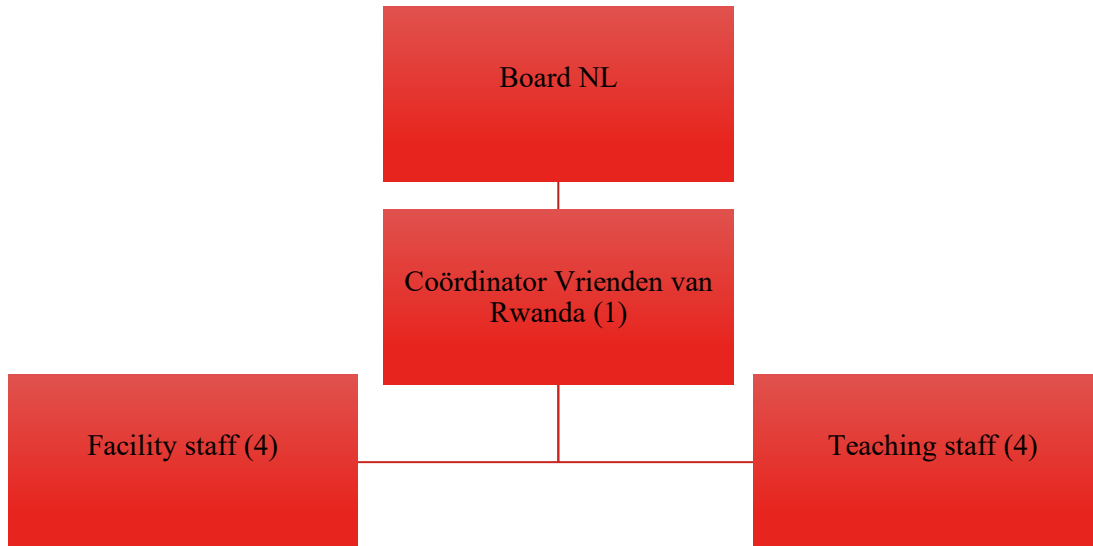 Board NL
Coördinator Vrienden van
Rwanda (1)
Facility staff (4)
Teaching staff (4)